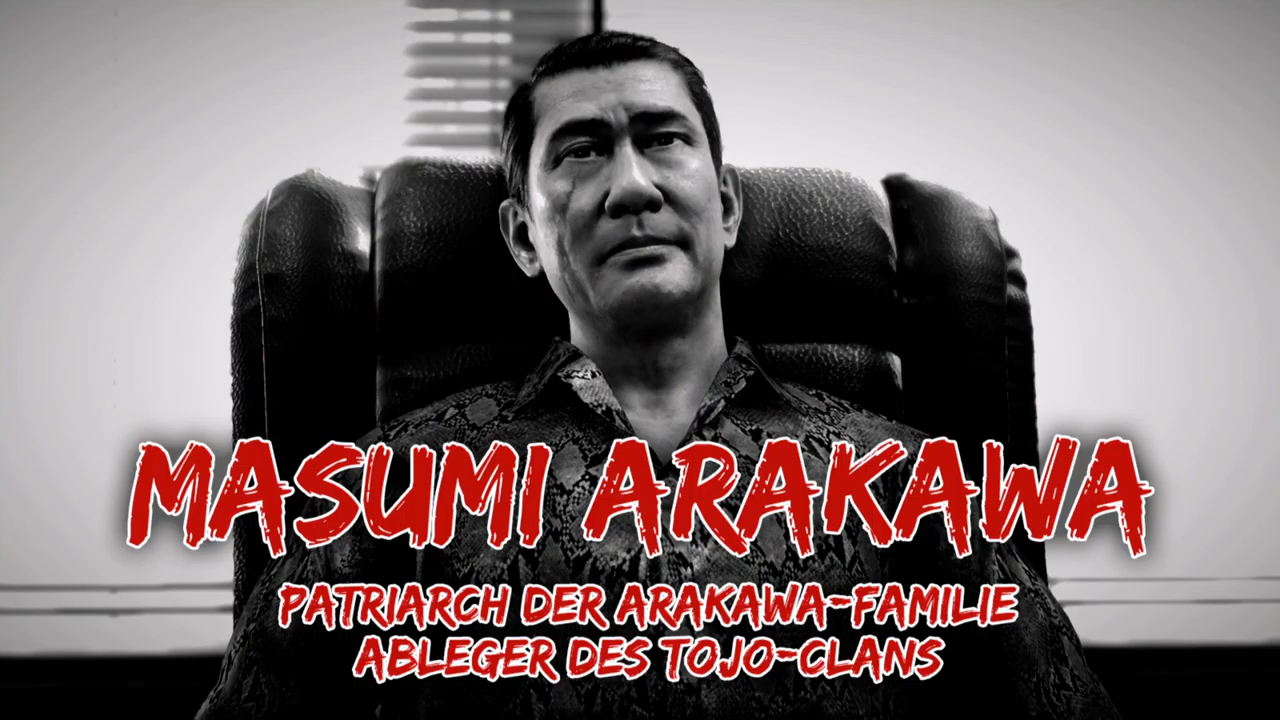 MASUMI ARAKAWA
PATRIARCH DER ARAKAWA-FAMILIE
ABLEGER DES TOJO-CLANS